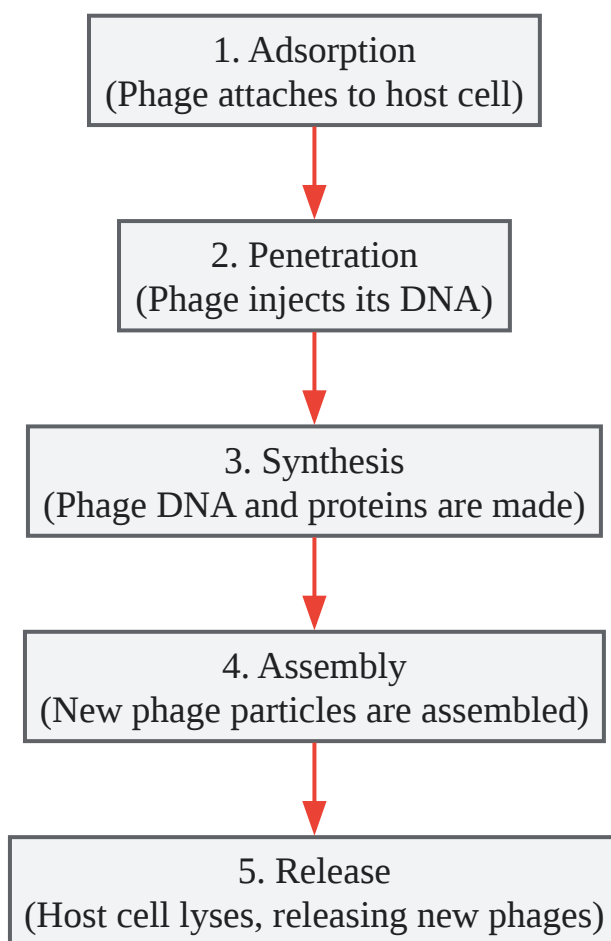 1. Adsorption
(Phage attaches to host cell)
2. Penetration
(Phage injects its DNA)
3. Synthesis
(Phage DNA and proteins are made)
4. Assembly
(New phage particles are assembled)
5. Release
(Host cell lyses, releasing new phages)